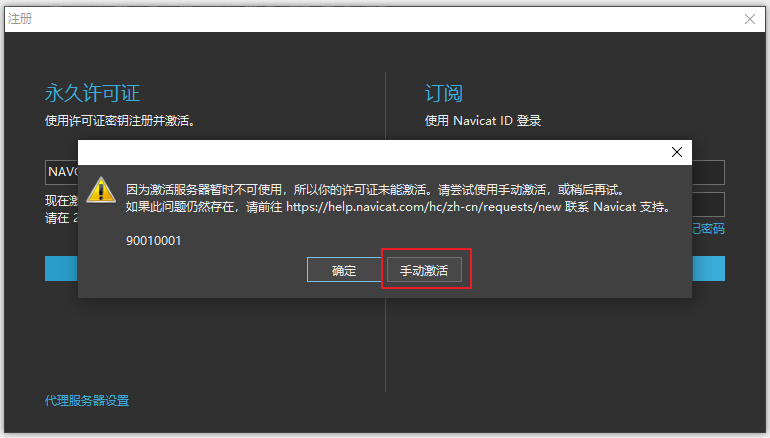 注册
永久许可证
订阅
使用许可证密钥注册并激活。
使用 Navicat ID 登录
因为激活服务器暂时不可使用，所以你的许可证未能激活。请尝试使用手动激活，或稍后再试。
如果此问题仍然存在，请前往 https://help.navicat.com/hc/zh-cn/requests/new 联系 Navicat 支持。
90010001
确定
手动激活
现在激
请在 2
记密码
代理服务器设置